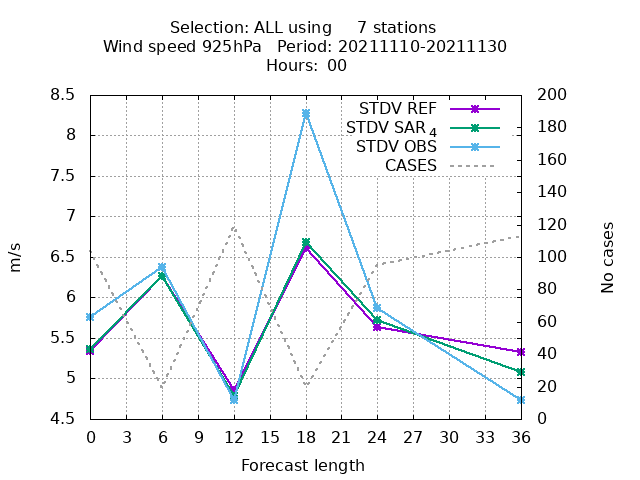 Selection: ALL using     7 stations
Wind speed 925hPa   Period: 20211110-20211130
Hours:  00
STDV REF
STDV SAR 4
STDV OBS
CASES
8.5
8
7.5
7
6.5
6
5.5
5
4.5
m/s
200
180
160
140
120
100
80
60
40
20
0
No cases
0 3 6 9 12 15 18 21 24 27 30 33 36
Forecast length